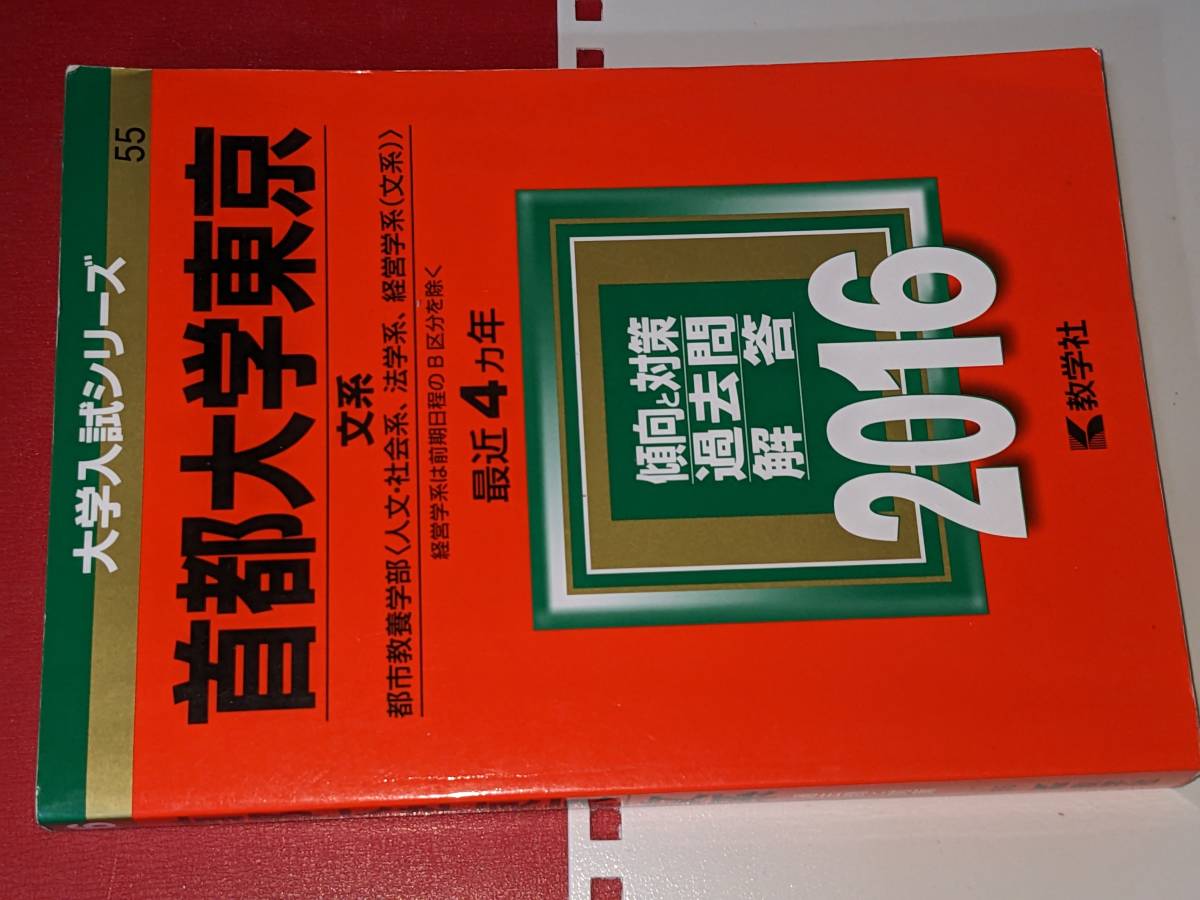 大学入試シリーズ
55
首都大学東京
文系
都市教養学部〈人文・社会系、法学系、経営学系(文系)〉
経営学系は前期日程のB区分を除く
最近4カ年
傾向と対策
過去問
解答
2016
教学社